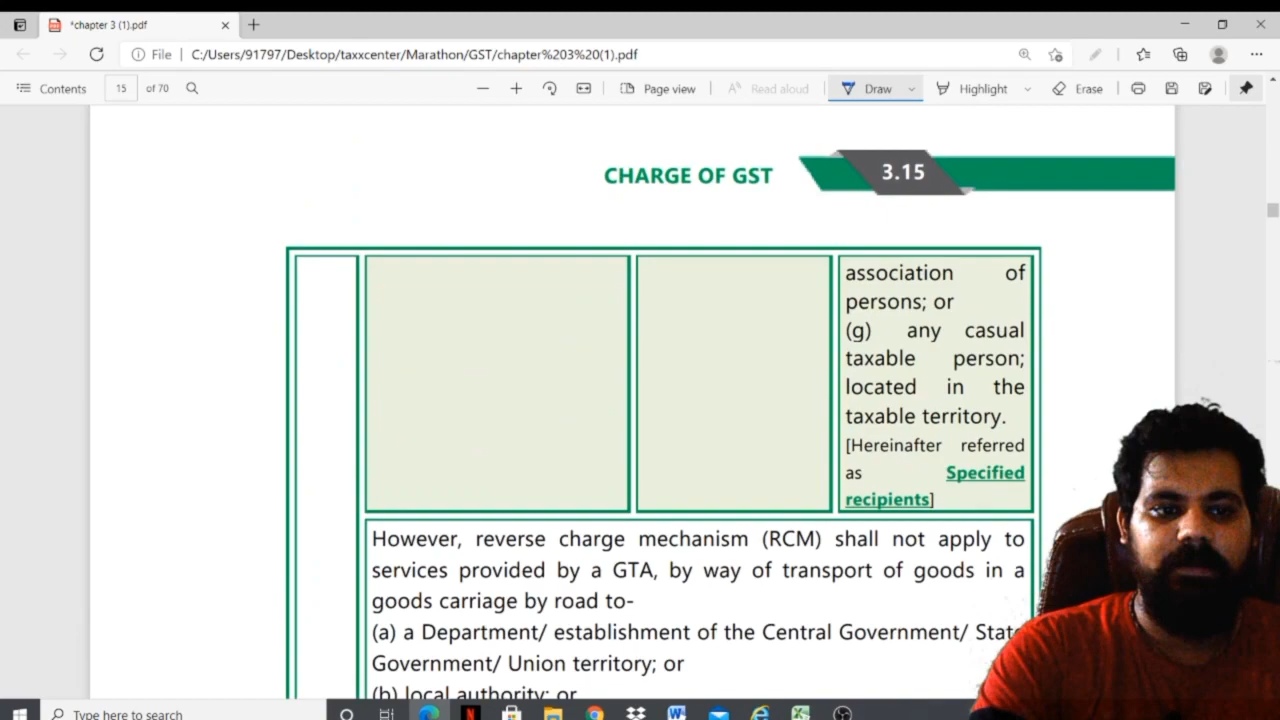 *chapter 3 (1).pdf
File | C:/Users/91797/Desktop/taxxcenter/Marathon/GST/chapter%203%20(1).pdf
Contents 15 of 70 Page view Read aloud Draw Highlight Erase
CHARGE OF GST 3.15
association of
persons; or
(g) any casual
taxable person;
located in the
taxable territory.
[Hereinafter referred
as Specified
recipients]
However, reverse charge mechanism (RCM) shall not apply to
services provided by a GTA, by way of transport of goods in a
goods carriage by road to-
(a) a Department/ establishment of the Central Government/ State
Government/ Union territory; or
(b) local authority; or
Type here to search